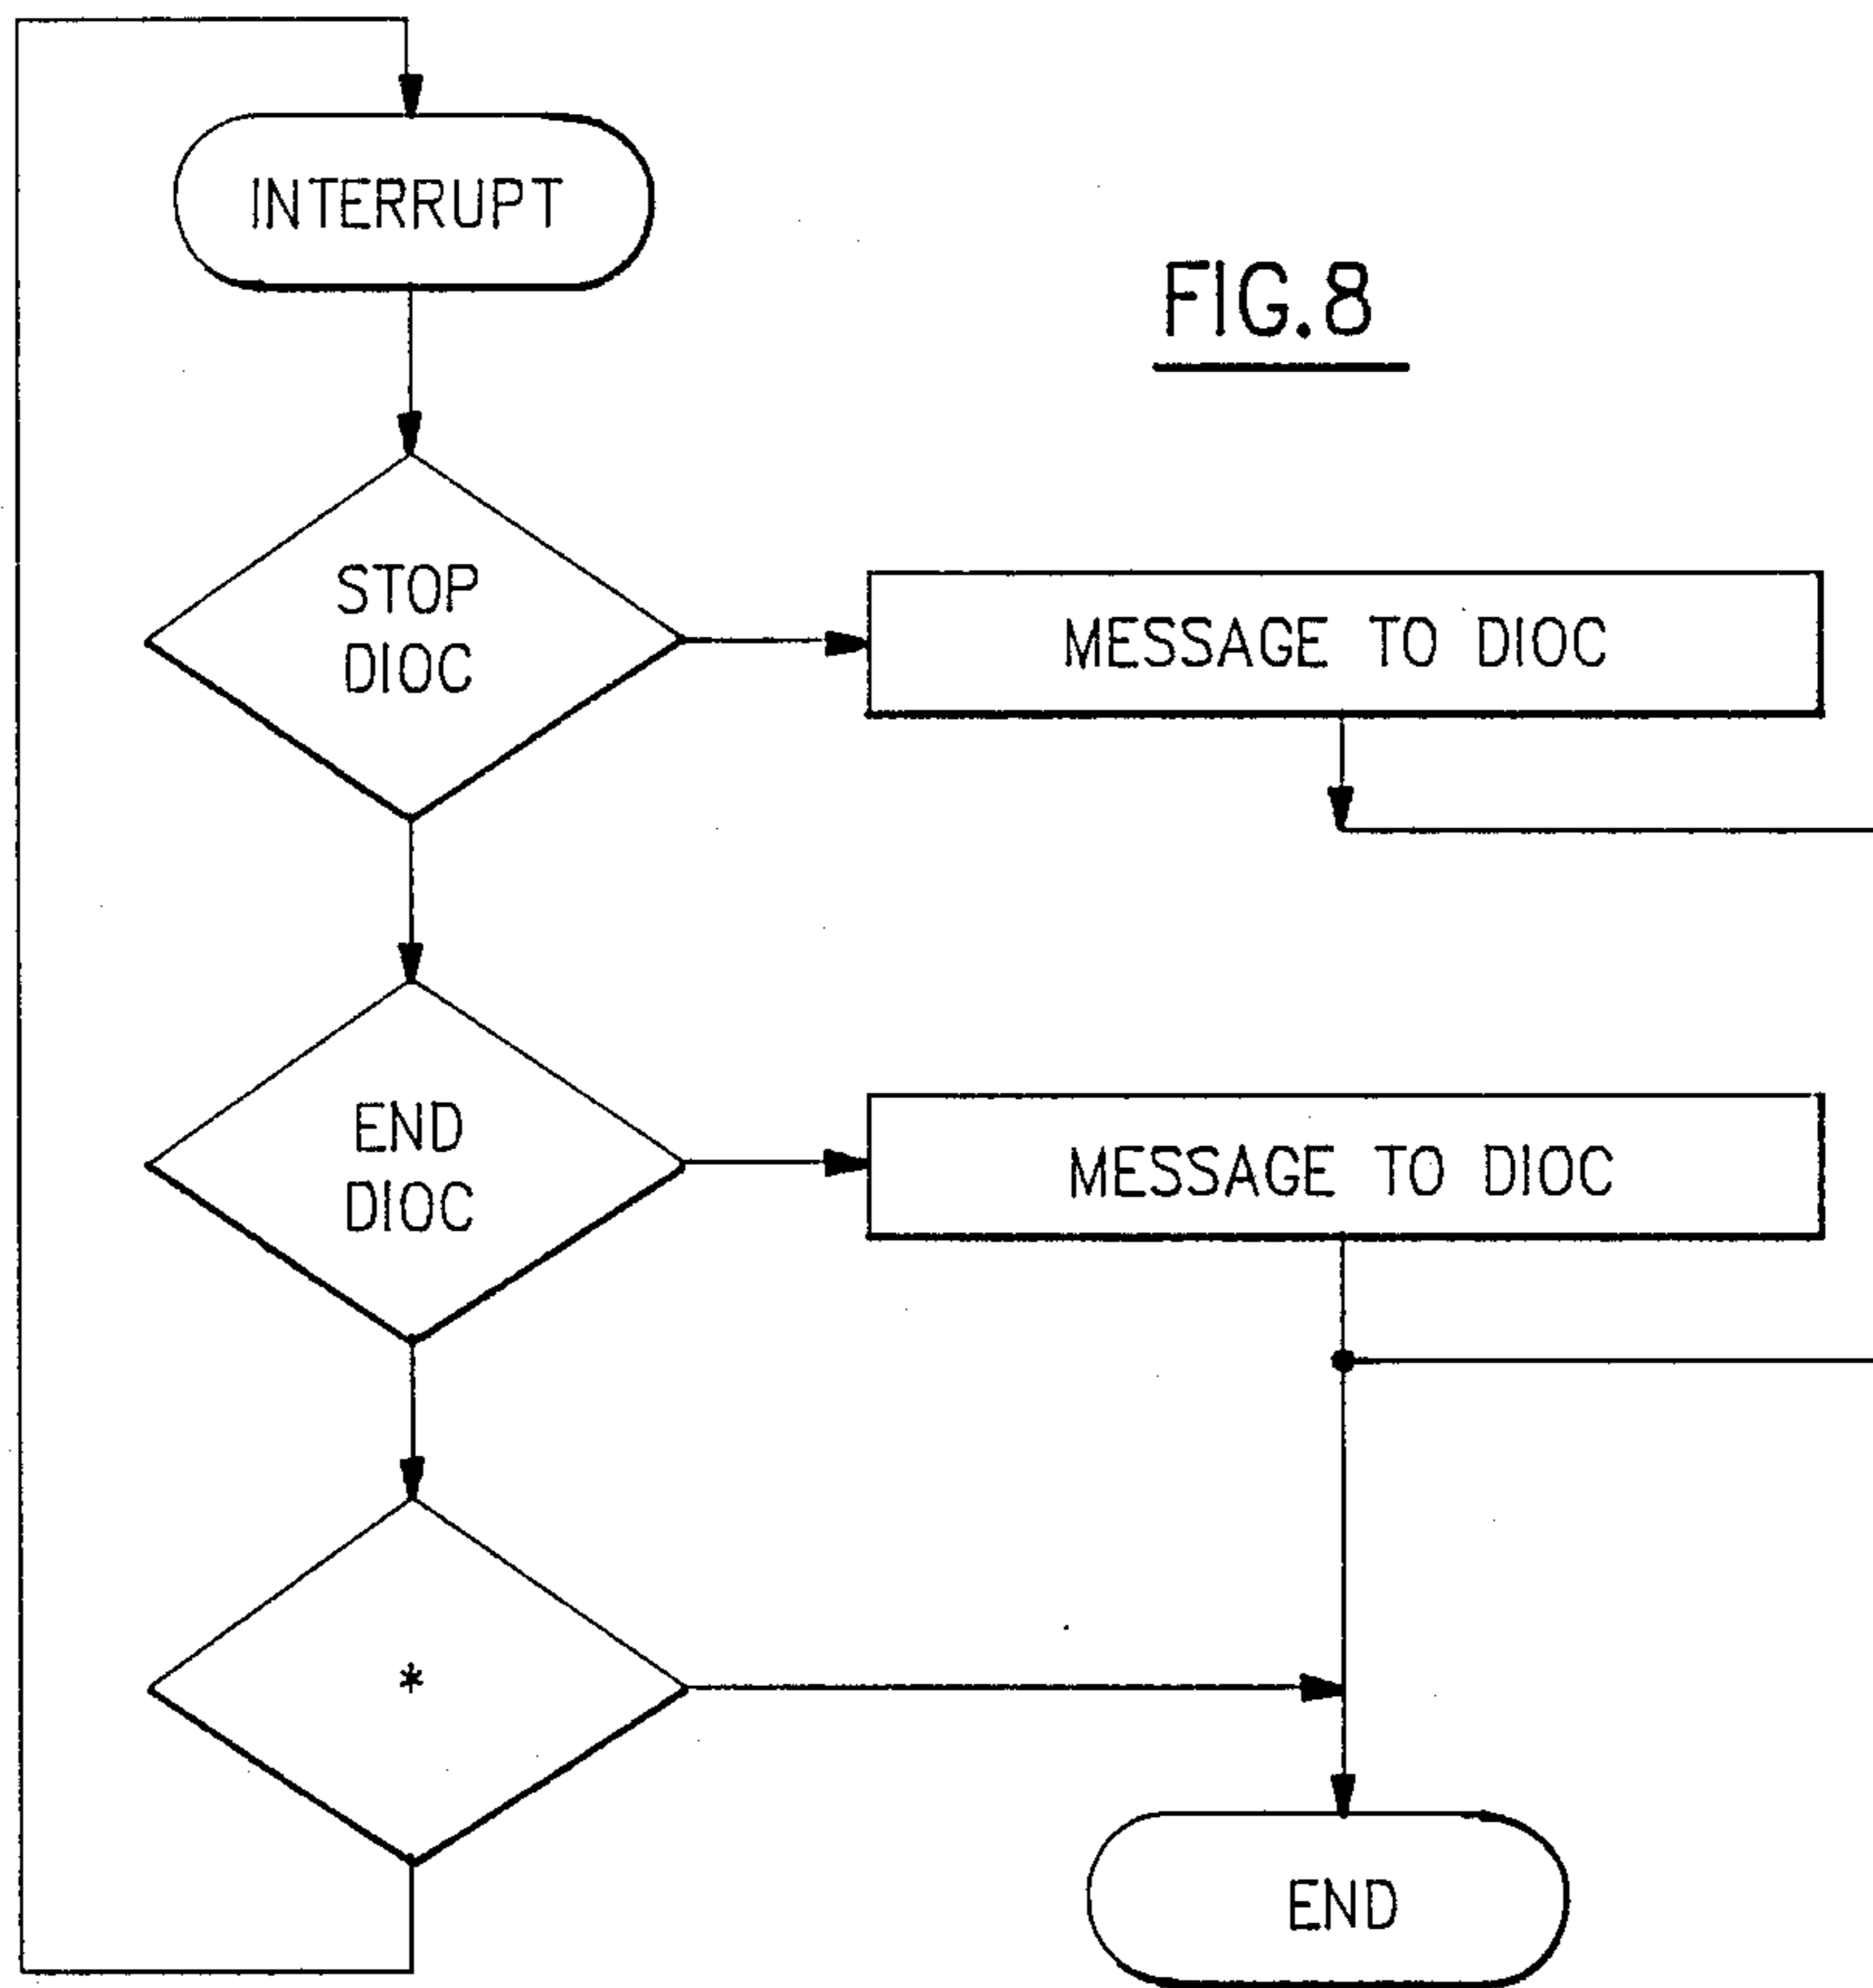 INTERRUPT
FIG.8
STOP
DIOC
MESSAGE TO DIOC
END
DIOC
MESSAGE TO DIOC
*
END